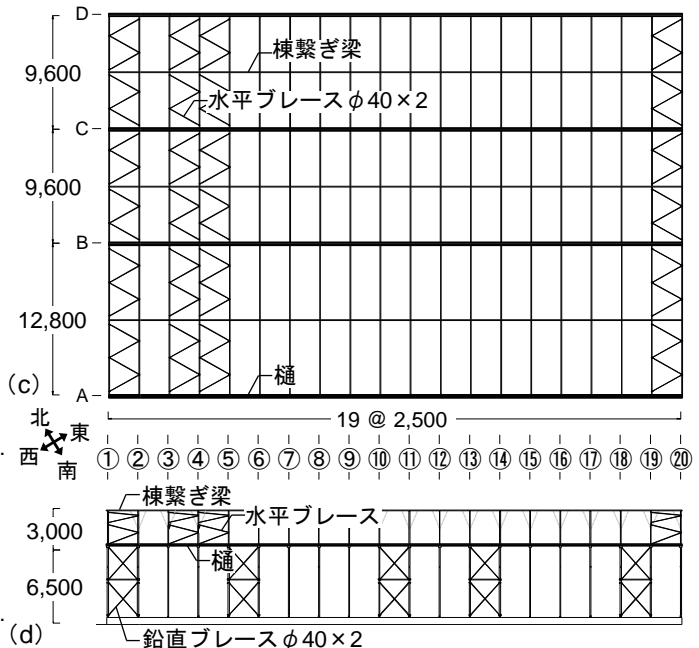 D
棟繋ぎ梁
9,600
水平ブレースφ40×2
C
9,600
B
12,800
樋
(c)
A
19 @ 2,500
北
東
西
南
① ② ③ ④ ⑤ ⑥ ⑦ ⑧ ⑨ ⑩ ⑪ ⑫ ⑬ ⑭ ⑮ ⑯ ⑰ ⑱ ⑲ ⑳
棟繋ぎ梁
3,000
水平ブレース
樋
6,500
(d)
鉛直ブレースφ40×2